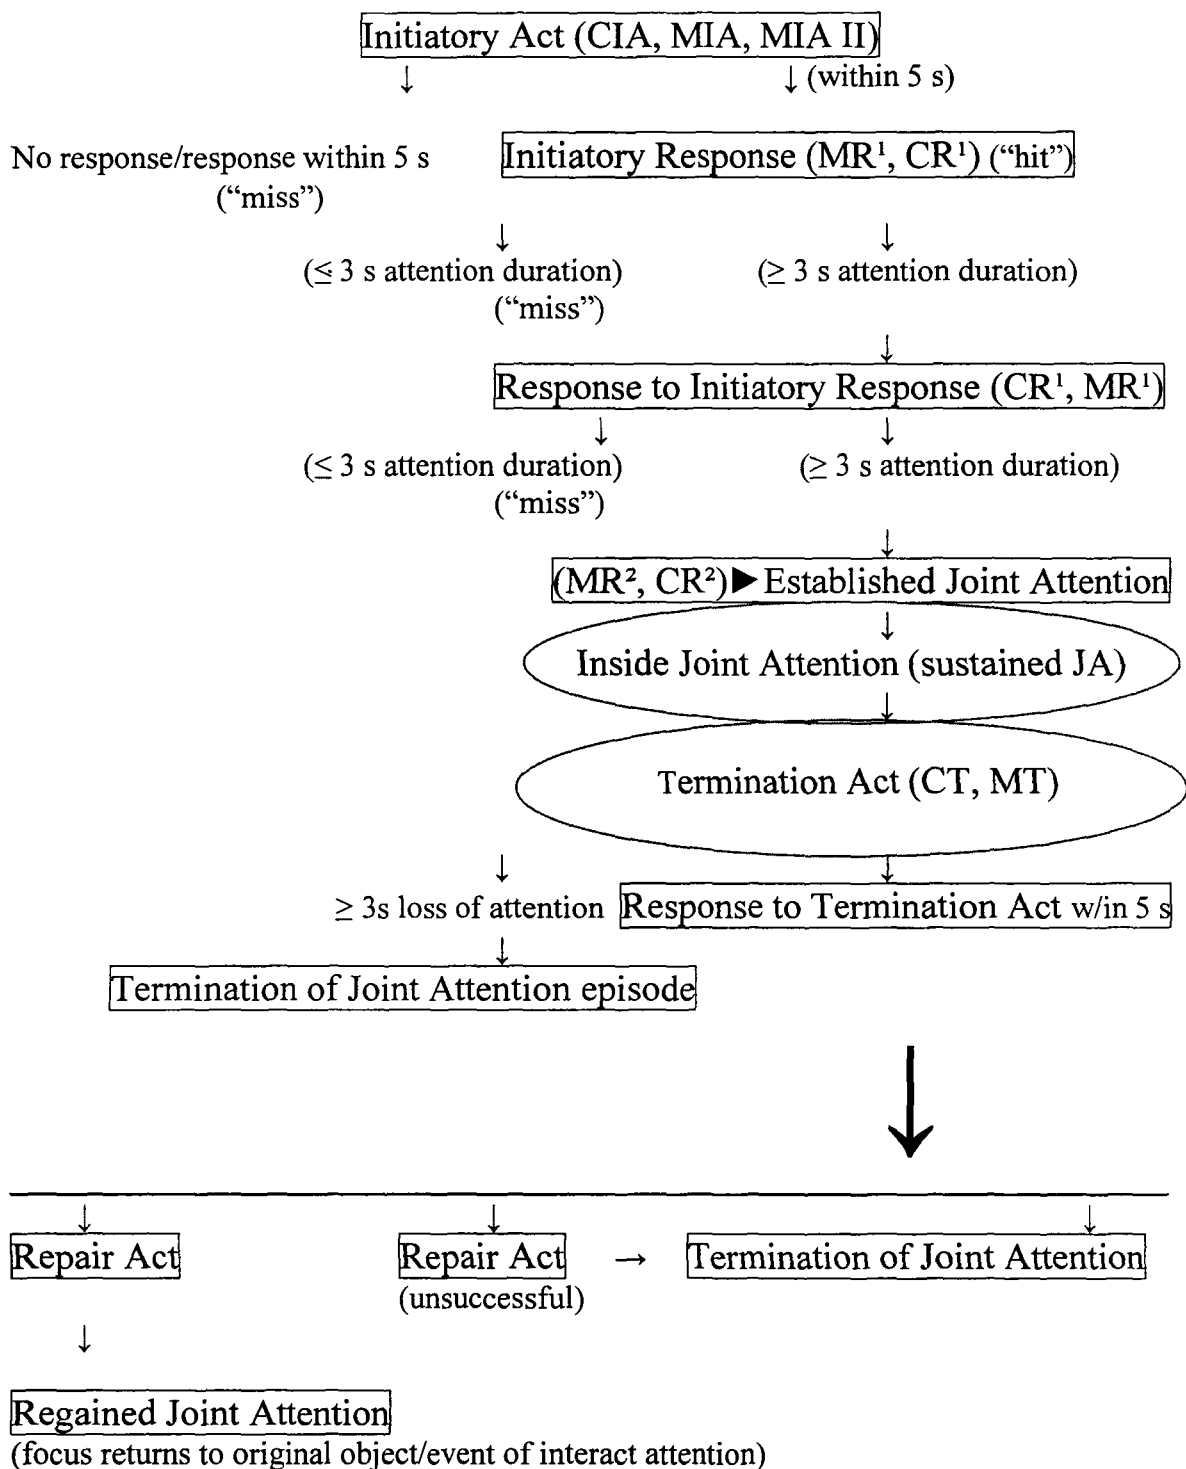 Initiatory Act (CIA, MIA, MIA II)
↓ ↓ (within 5 s)
No response/response within 5 s Initiatory Response (MR¹, CR¹) (“hit”)
(“miss”)
↓ ↓
(≤ 3 s attention duration) (≥ 3 s attention duration)
(“miss”)
↓
Response to Initiatory Response (CR¹, MR¹)
↓ ↓
(≤ 3 s attention duration) (≥ 3 s attention duration)
(“miss”)
↓
(MR², CR²)►Established Joint Attention
↓
Inside Joint Attention (sustained JA)
↓
Termination Act (CT, MT)
↓ ↓
≥ 3s loss of attention Response to Termination Act w/in 5 s
↓
Termination of Joint Attention episode
↓
↓ ↓ ↓
Repair Act Repair Act → Termination of Joint Attention
(unsuccessful)
↓
Regained Joint Attention
(focus returns to original object/event of interact attention)